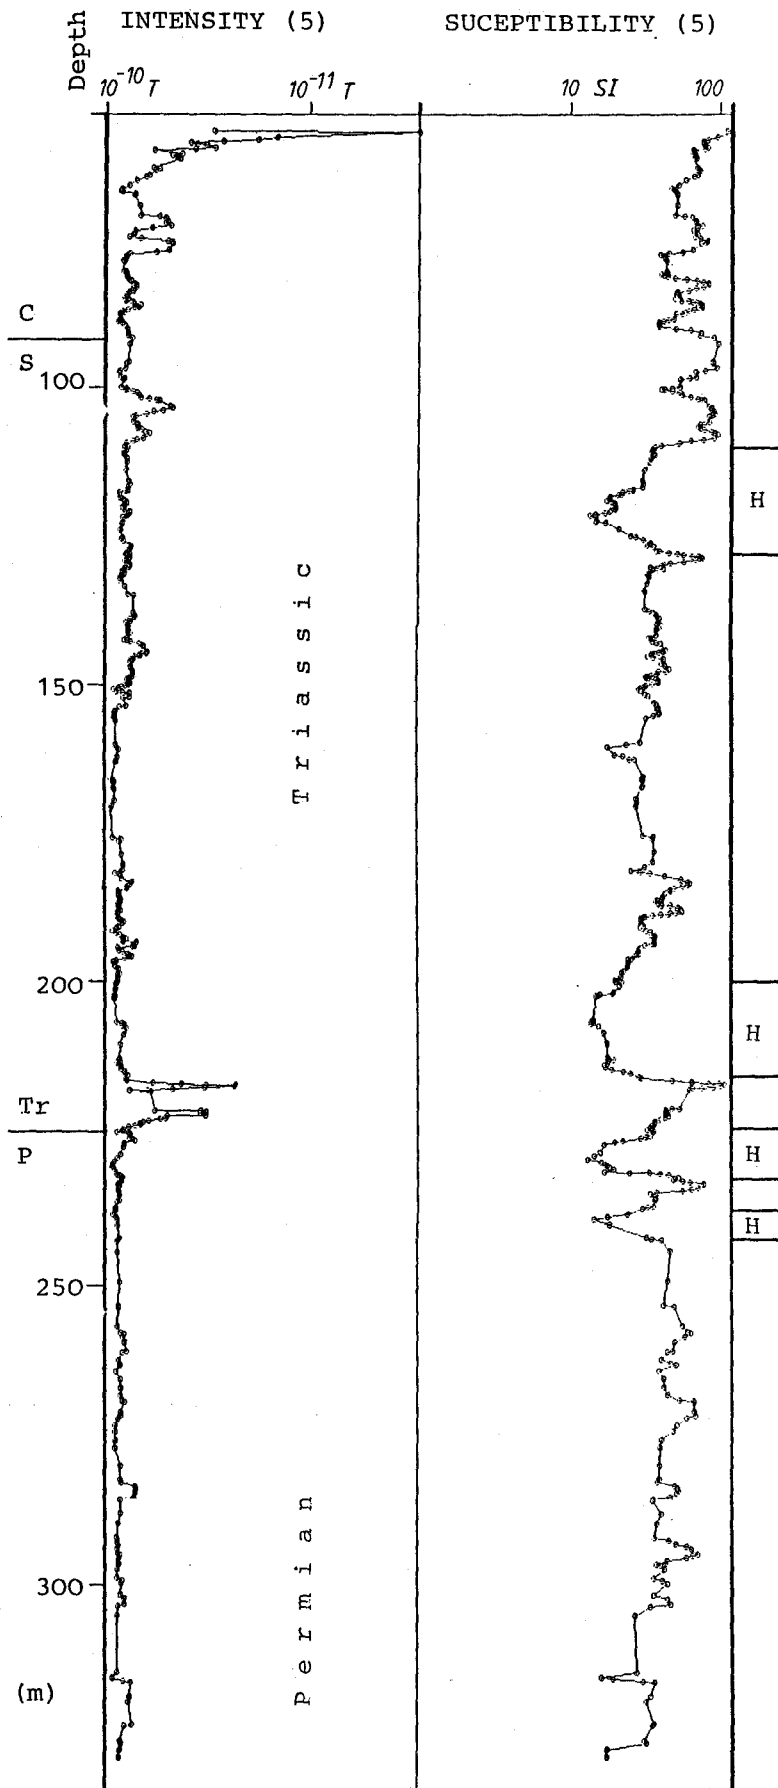 INTENSITY (5) SUCEPTIBILITY (5)
Depth
10⁻¹⁰ T 10⁻¹¹ T 10 SI 100
C
S
100
H
Triassic
150
200
H
Tr
P
H
H
250
Permian
300
(m)